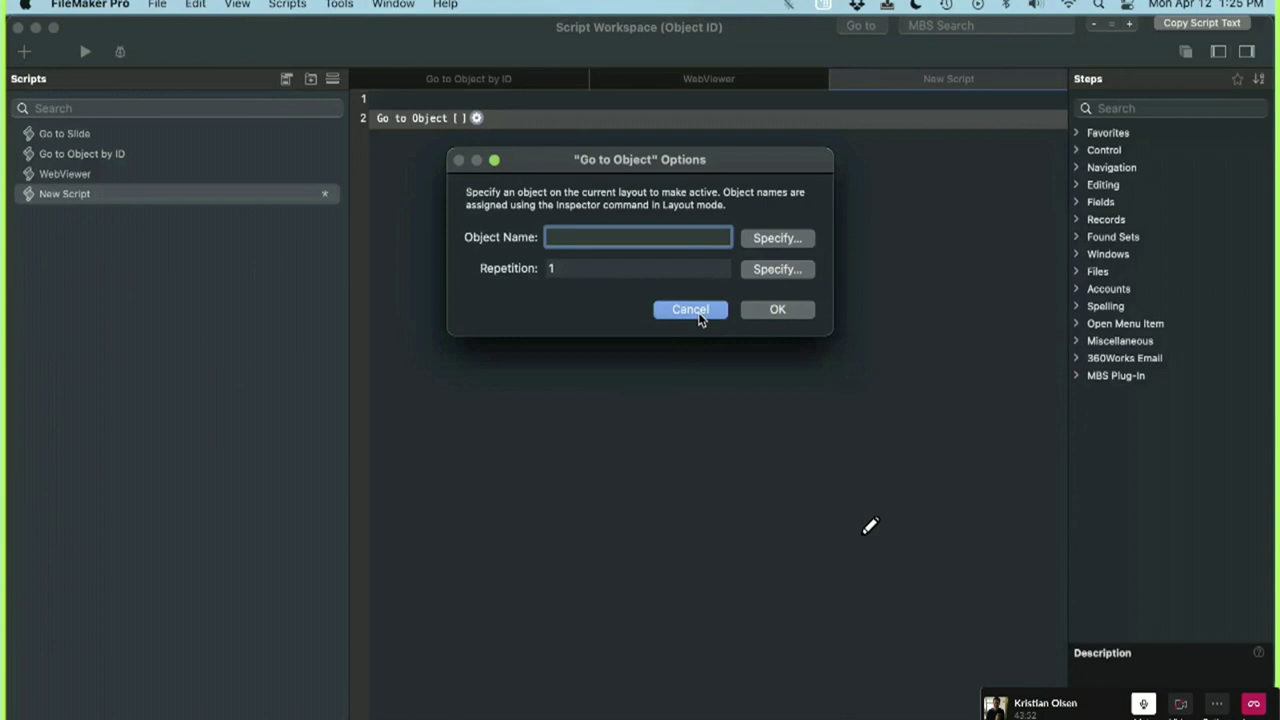 FileMaker Pro File Edit View Scripts Tools Window Help Mon Apr 12 1:25 PM
Script Workspace (Object ID)
Go to
MBS Search
- = +
Copy Script Text
Scripts
Go to Object by ID
WebViewer
New Script
Steps
Search
Search
Go to Slide
Go to Object by ID
WebViewer
New Script *
1
2 Go to Object [ ]
"Go to Object" Options
Specify an object on the current layout to make active. Object names are
assigned using the Inspector command in Layout mode.
Object Name: Specify...
Repetition: 1 Specify...
Cancel OK
Favorites
Control
Navigation
Editing
Fields
Records
Found Sets
Windows
Files
Accounts
Spelling
Open Menu Item
Miscellaneous
360Works Email
MBS Plug-In
Description
Kristian Olsen
43:52